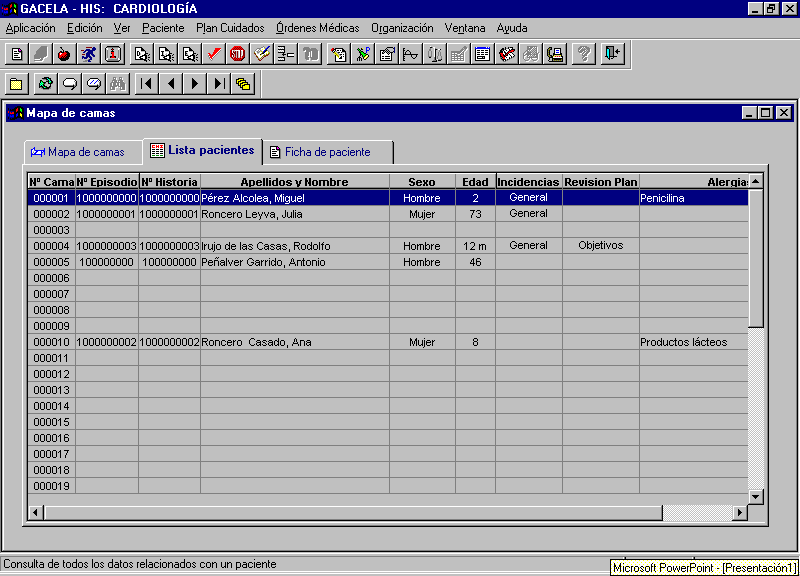 GACELA - HIS: CARDIOLOGÍA
Aplicación Edición Ver Paciente Plan Cuidados Órdenes Médicas Organización Ventana Ayuda
Mapa de camas
Mapa de camas Lista pacientes Ficha de paciente
Nº Cama Nº Episodio Nº Historia Apellidos y Nombre Sexo Edad Incidencias Revision Plan Alergias
000001 1000000000 1000000000 Pérez Alcolea, Miguel Hombre 2 General Penicilina
000002 1000000001 1000000001 Roncero Leyva, Julia Mujer 73 General
000003
000004 1000000003 1000000003 Irujo de las Casas, Rodolfo Hombre 12 m General Objetivos
000005 100000000 100000000 Peñalver Garrido, Antonio Hombre 46
000006
000007
000008
000009
000010 1000000002 1000000002 Roncero Casado, Ana Mujer 8 Productos lácteos
000011
000012
000013
000014
000015
000016
000017
000018
000019
Consulta de todos los datos relacionados con un paciente
Microsoft PowerPoint - [Presentación1]